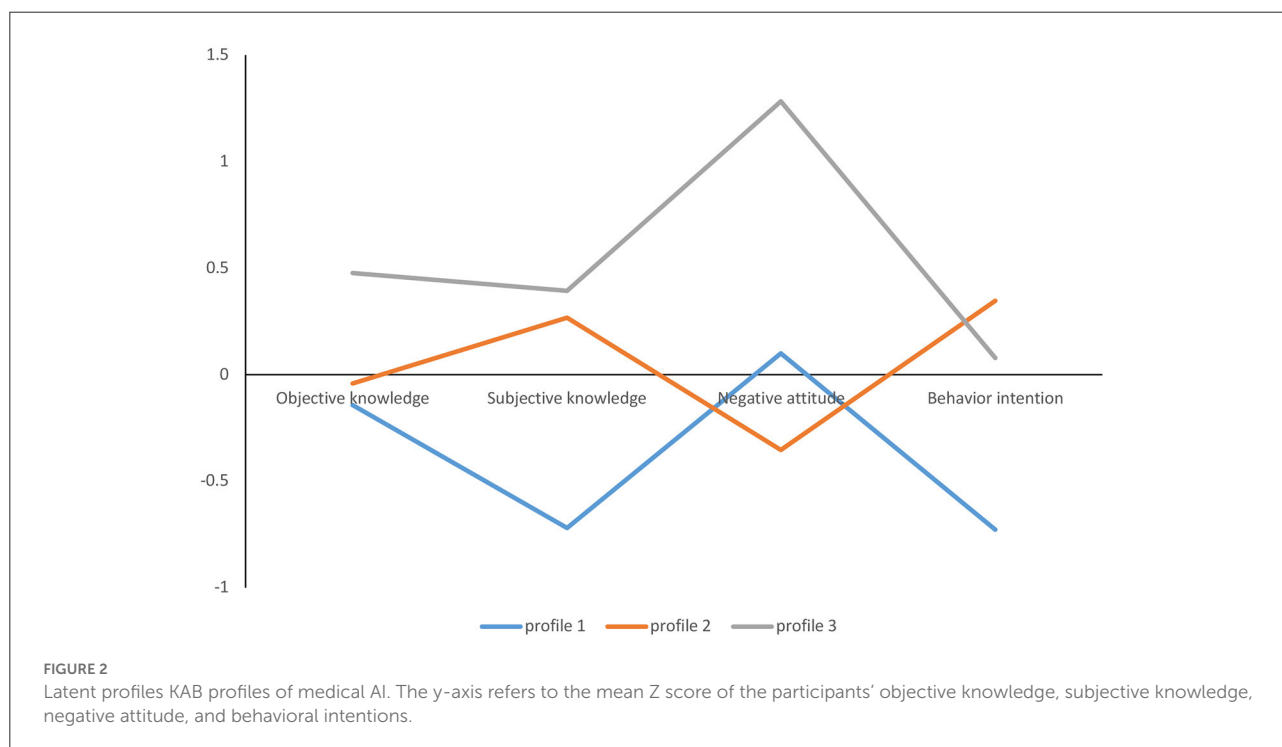 1.5
1
0.5
0
Objective knowledge Subjective knowledge Negative attitude Behavior intention
-0.5
-1
profile 1 profile 2 profile 3
FIGURE 2
Latent profiles KAB profiles of medical AI. The y-axis refers to the mean Z score of the participants’ objective knowledge, subjective knowledge,
negative attitude, and behavioral intentions.